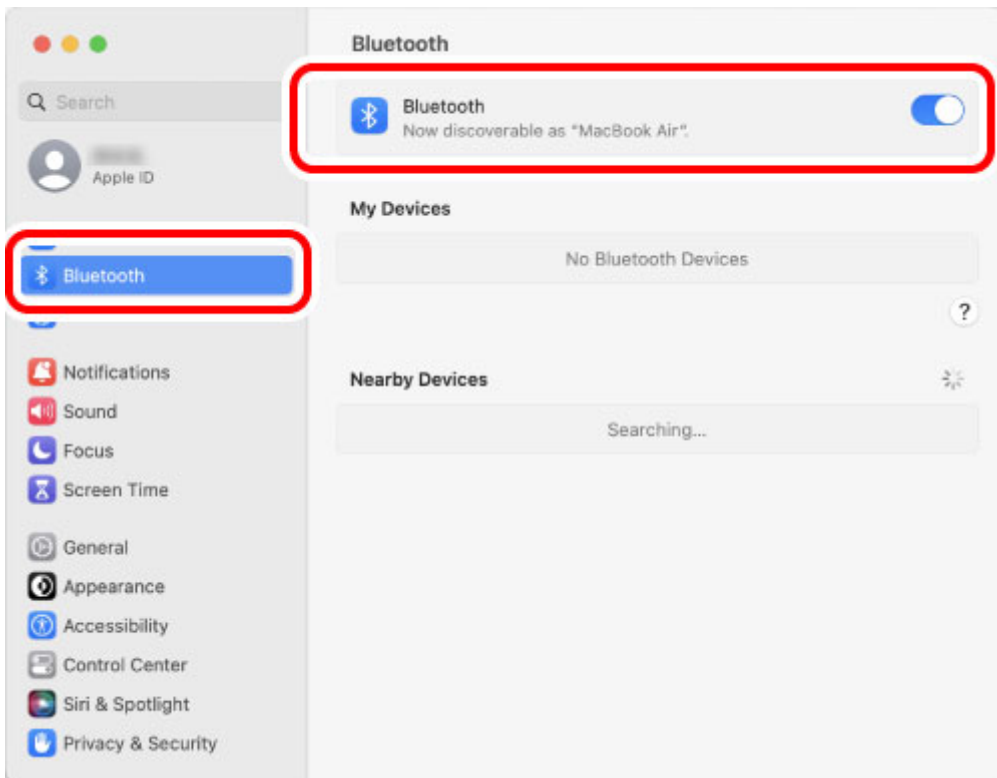 Search
Apple ID
Bluetooth
Notifications
Sound
Focus
Screen Time
General
Appearance
Accessibility
Control Center
Siri & Spotlight
Privacy & Security
Bluetooth
Bluetooth
Now discoverable as “MacBook Air”.
My Devices
No Bluetooth Devices
?
Nearby Devices
Searching...